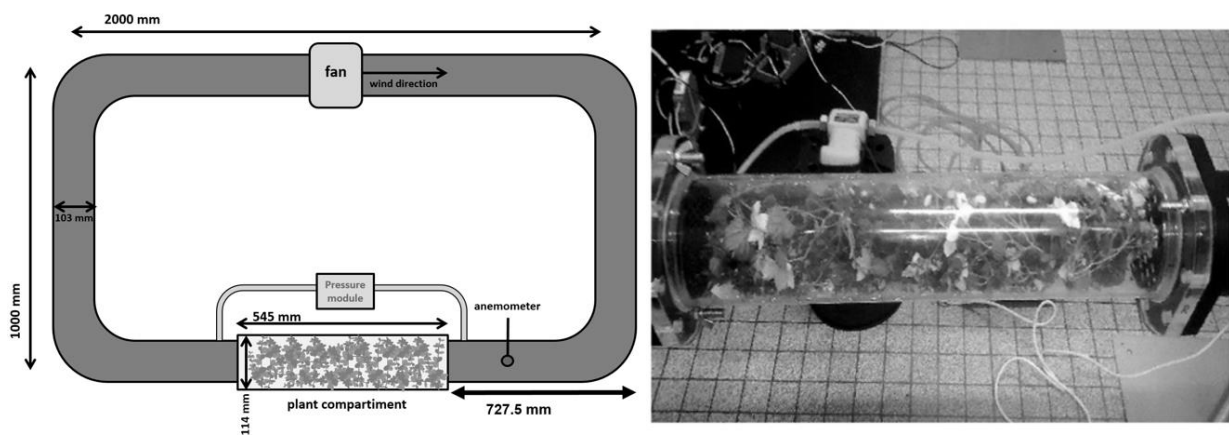 2000 mm
fan
wind direction
1000 mm
103 mm
Pressure
module
anemometer
545 mm
114 mm
plant compartment
727.5 mm